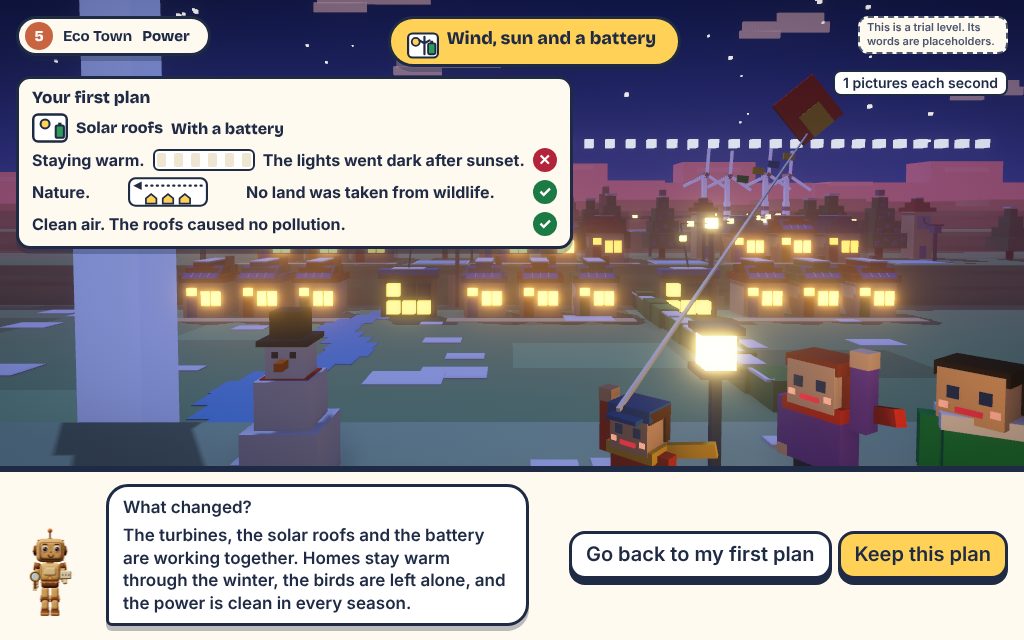 5 Eco Town Power
Wind, sun and a battery
This is a trial level. Its
words are placeholders.
1 pictures each second
Your first plan
Solar roofs With a battery
Staying warm. The lights went dark after sunset.
Nature. No land was taken from wildlife.
Clean air. The roofs caused no pollution.
What changed?
The turbines, the solar roofs and the battery
are working together. Homes stay warm
through the winter, the birds are left alone, and
the power is clean in every season.
Go back to my first plan
Keep this plan